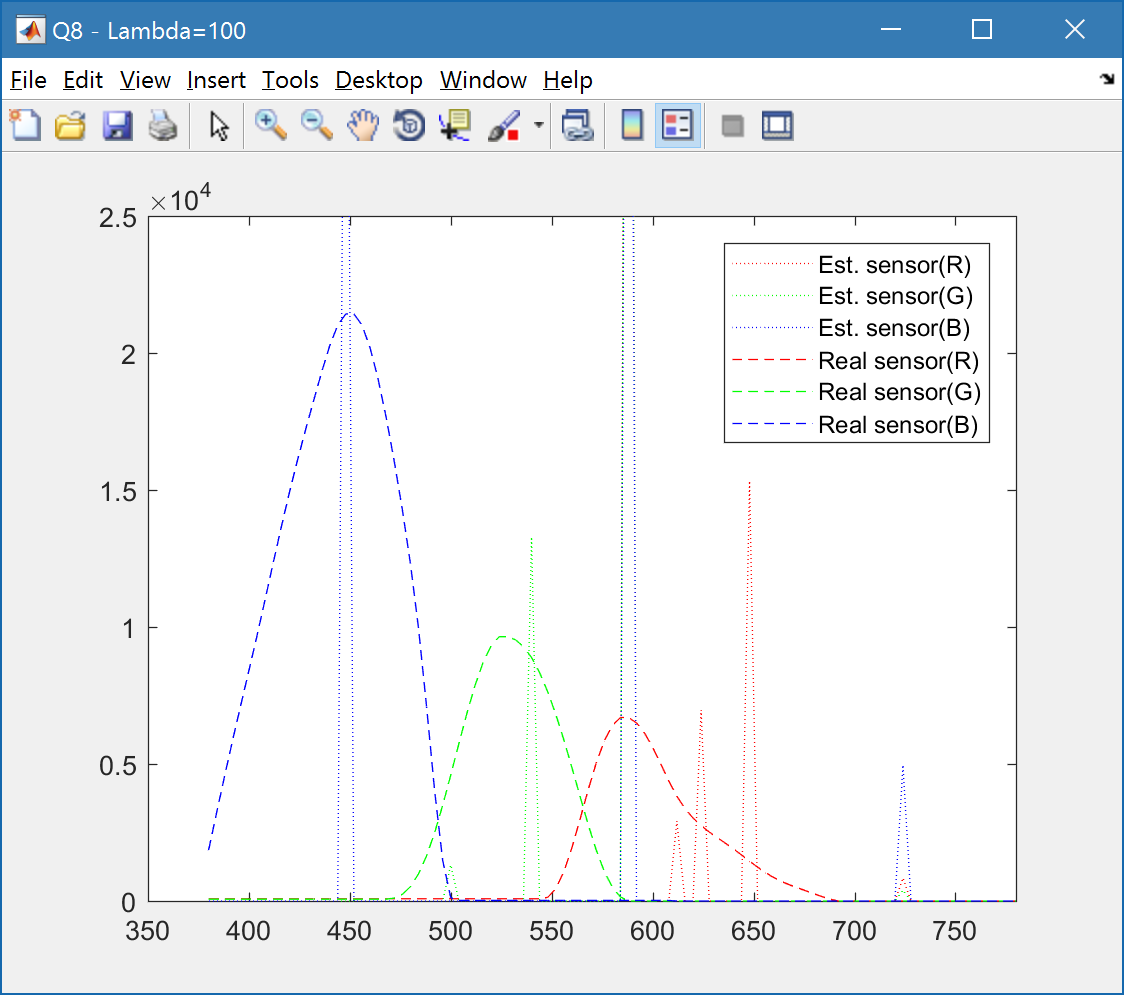 Q8 - Lambda=100
File Edit View Insert Tools Desktop Window Help
×10^4
2.5
2
1.5
1
0.5
0
350 400 450 500 550 600 650 700 750
Est. sensor(R)
Est. sensor(G)
Est. sensor(B)
Real sensor(R)
Real sensor(G)
Real sensor(B)